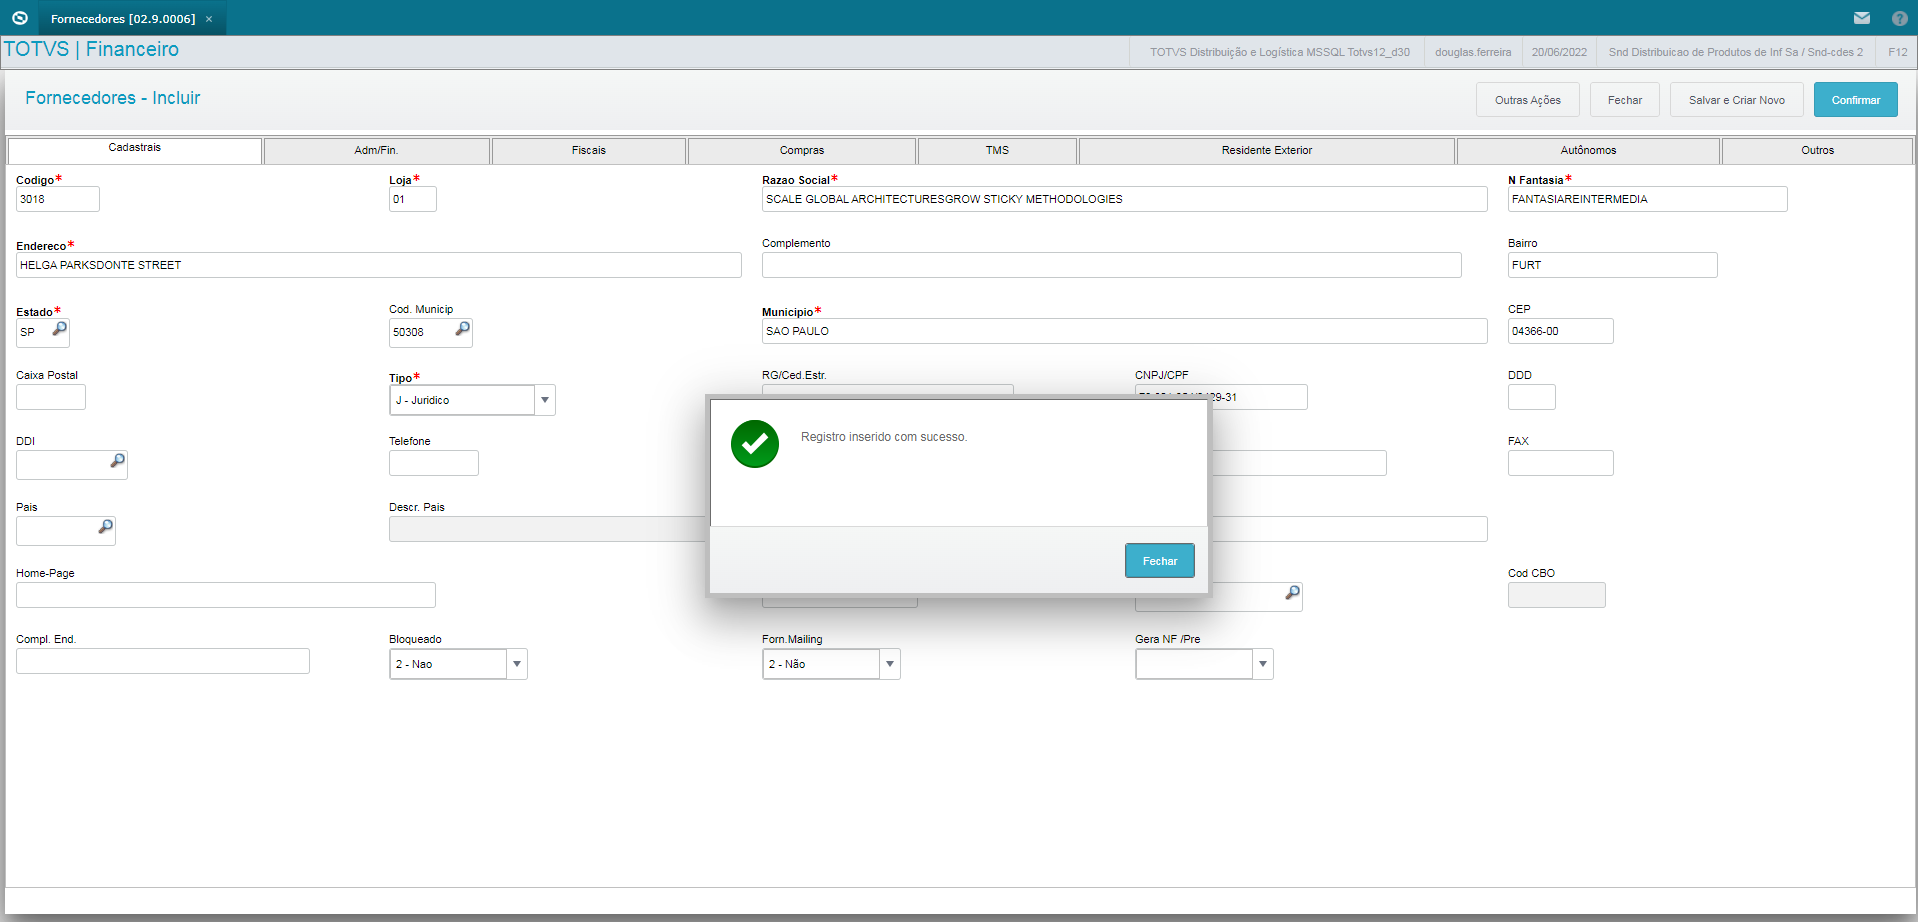 Fornecedores [02.9.0006] ×
TOTVS | Financeiro
TOTVS Distribuição e Logística MSSQL Totvs12_d30
douglas.ferreira
20/06/2022
Snd Distribuicao de Produtos de Inf Sa / Snd-cdes 2
F12
Fornecedores - Incluir
Outras Ações
Fechar
Salvar e Criar Novo
Confirmar
Cadastrais
Adm/Fin.
Fiscais
Compras
TMS
Residente Exterior
Autônomos
Outros
Codigo*
Loja*
Razao Social*
N Fantasia*
3018
01
SCALE GLOBAL ARCHITECTURESGROW STICKY METHODOLOGIES
FANTASIAREINTERMEDIA
Endereco*
Complemento
Bairro
HELGA PARKSDONTE STREET
FURT
Estado*
Cod. Municip
Municipio*
CEP
SP
50308
SAO PAULO
04366-00
Caixa Postal
Tipo*
RG/Ced.Estr.
CNPJ/CPF
DDD
J - Juridico
29-31
DDI
Telefone
FAX
Registro inserido com sucesso.
Pais
Descr. Pais
Fechar
Home-Page
Cod CBO
Compl. End.
Bloqueado
Forn.Mailing
Gera NF /Pre
2 - Nao
2 - Não